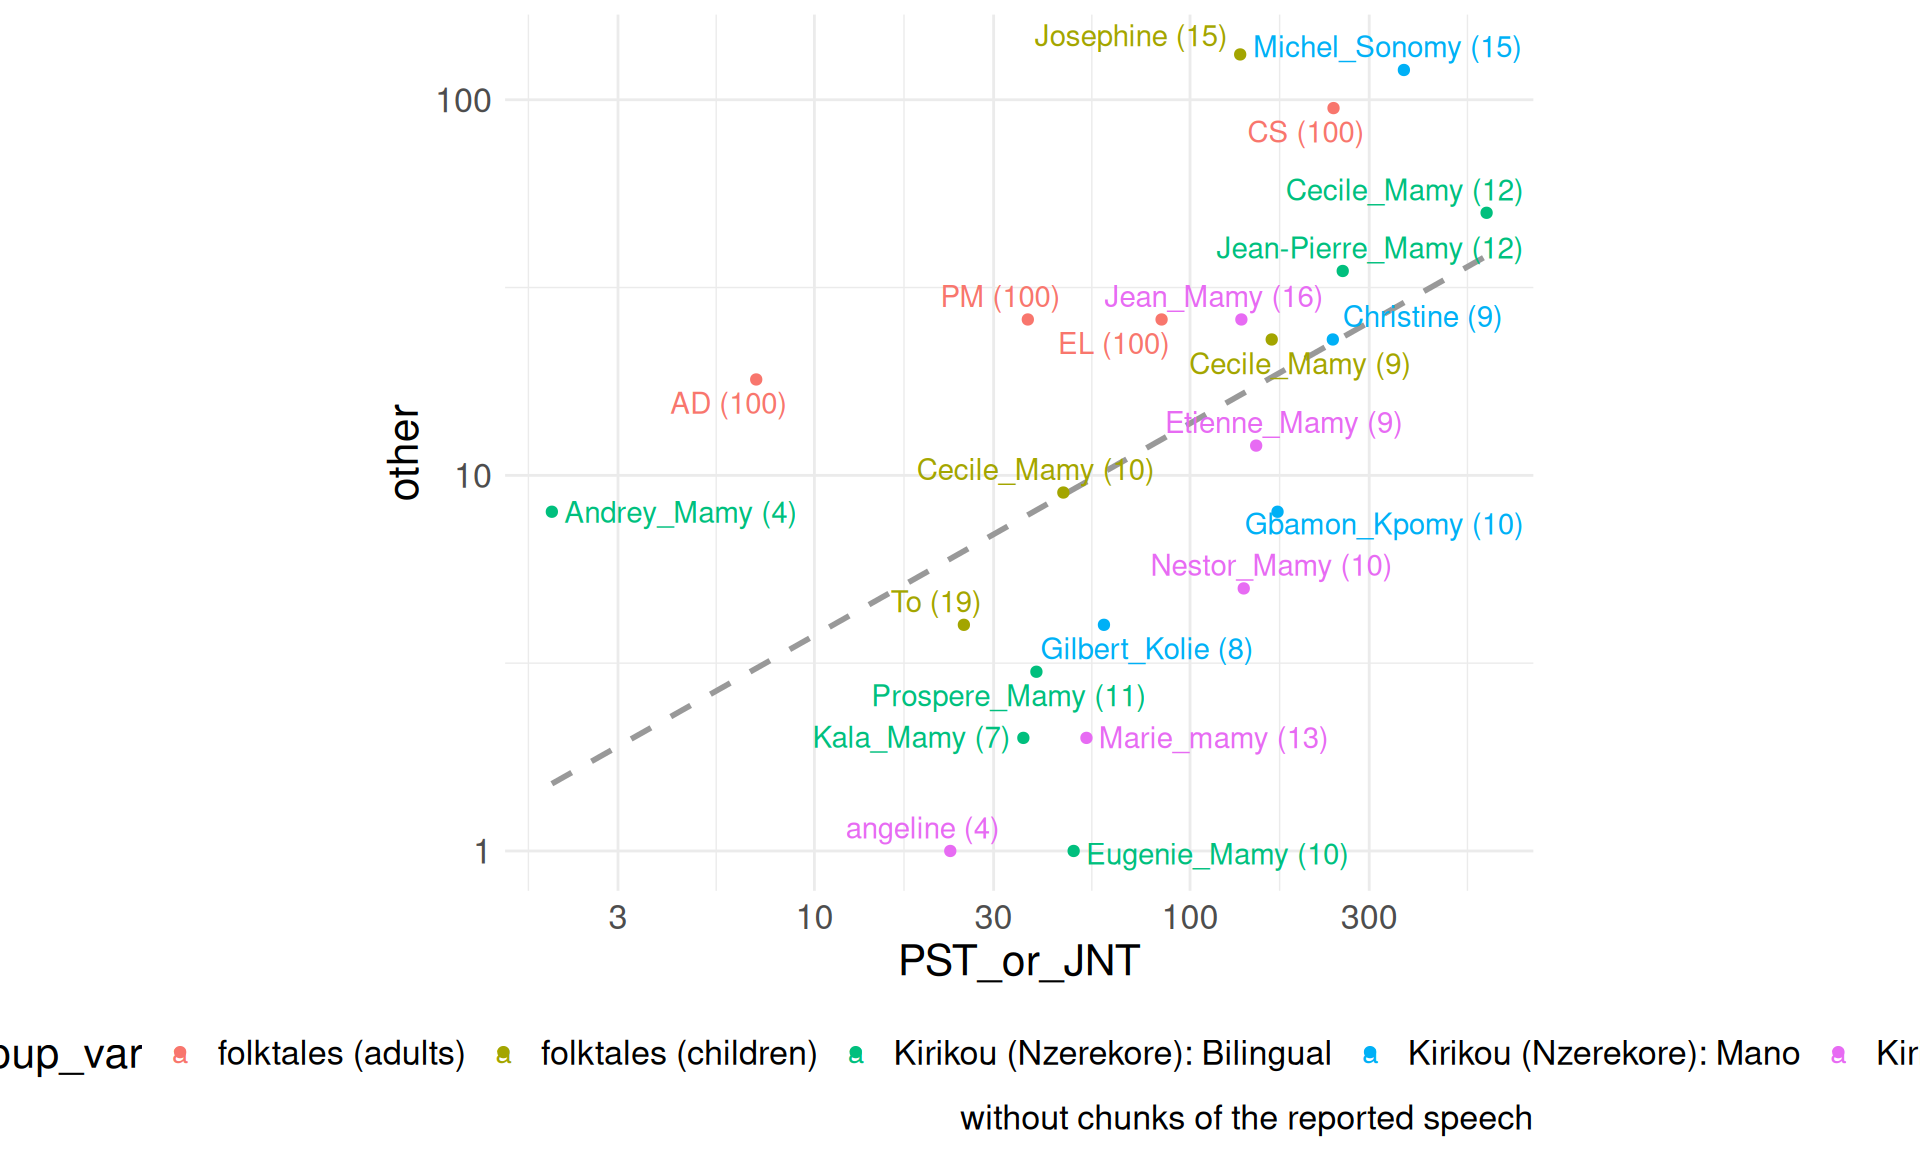 Josephine (15)
Michel_Sonomy (15)
100
CS (100)
Cecile_Mamy (12)
Jean-Pierre_Mamy (12)
PM (100)
Jean_Mamy (16)
Christine (9)
EL (100)
Cecile_Mamy (9)
AD (100)
other
Etienne_Mamy (9)
Cecile_Mamy (10)
10
Andrey_Mamy (4)
Gbamon_Kpomy (10)
Nestor_Mamy (10)
To (19)
Gilbert_Kolie (8)
Prospere_Mamy (11)
Kala_Mamy (7)
Marie_mamy (13)
angeline (4)
1
Eugenie_Mamy (10)
3 10 30 100 300
PST_or_JNT
oup_var a folktales (adults) a folktales (children) a Kirikou (Nzerekore): Bilingual a Kirikou (Nzerekore): Mano a Kir
without chunks of the reported speech